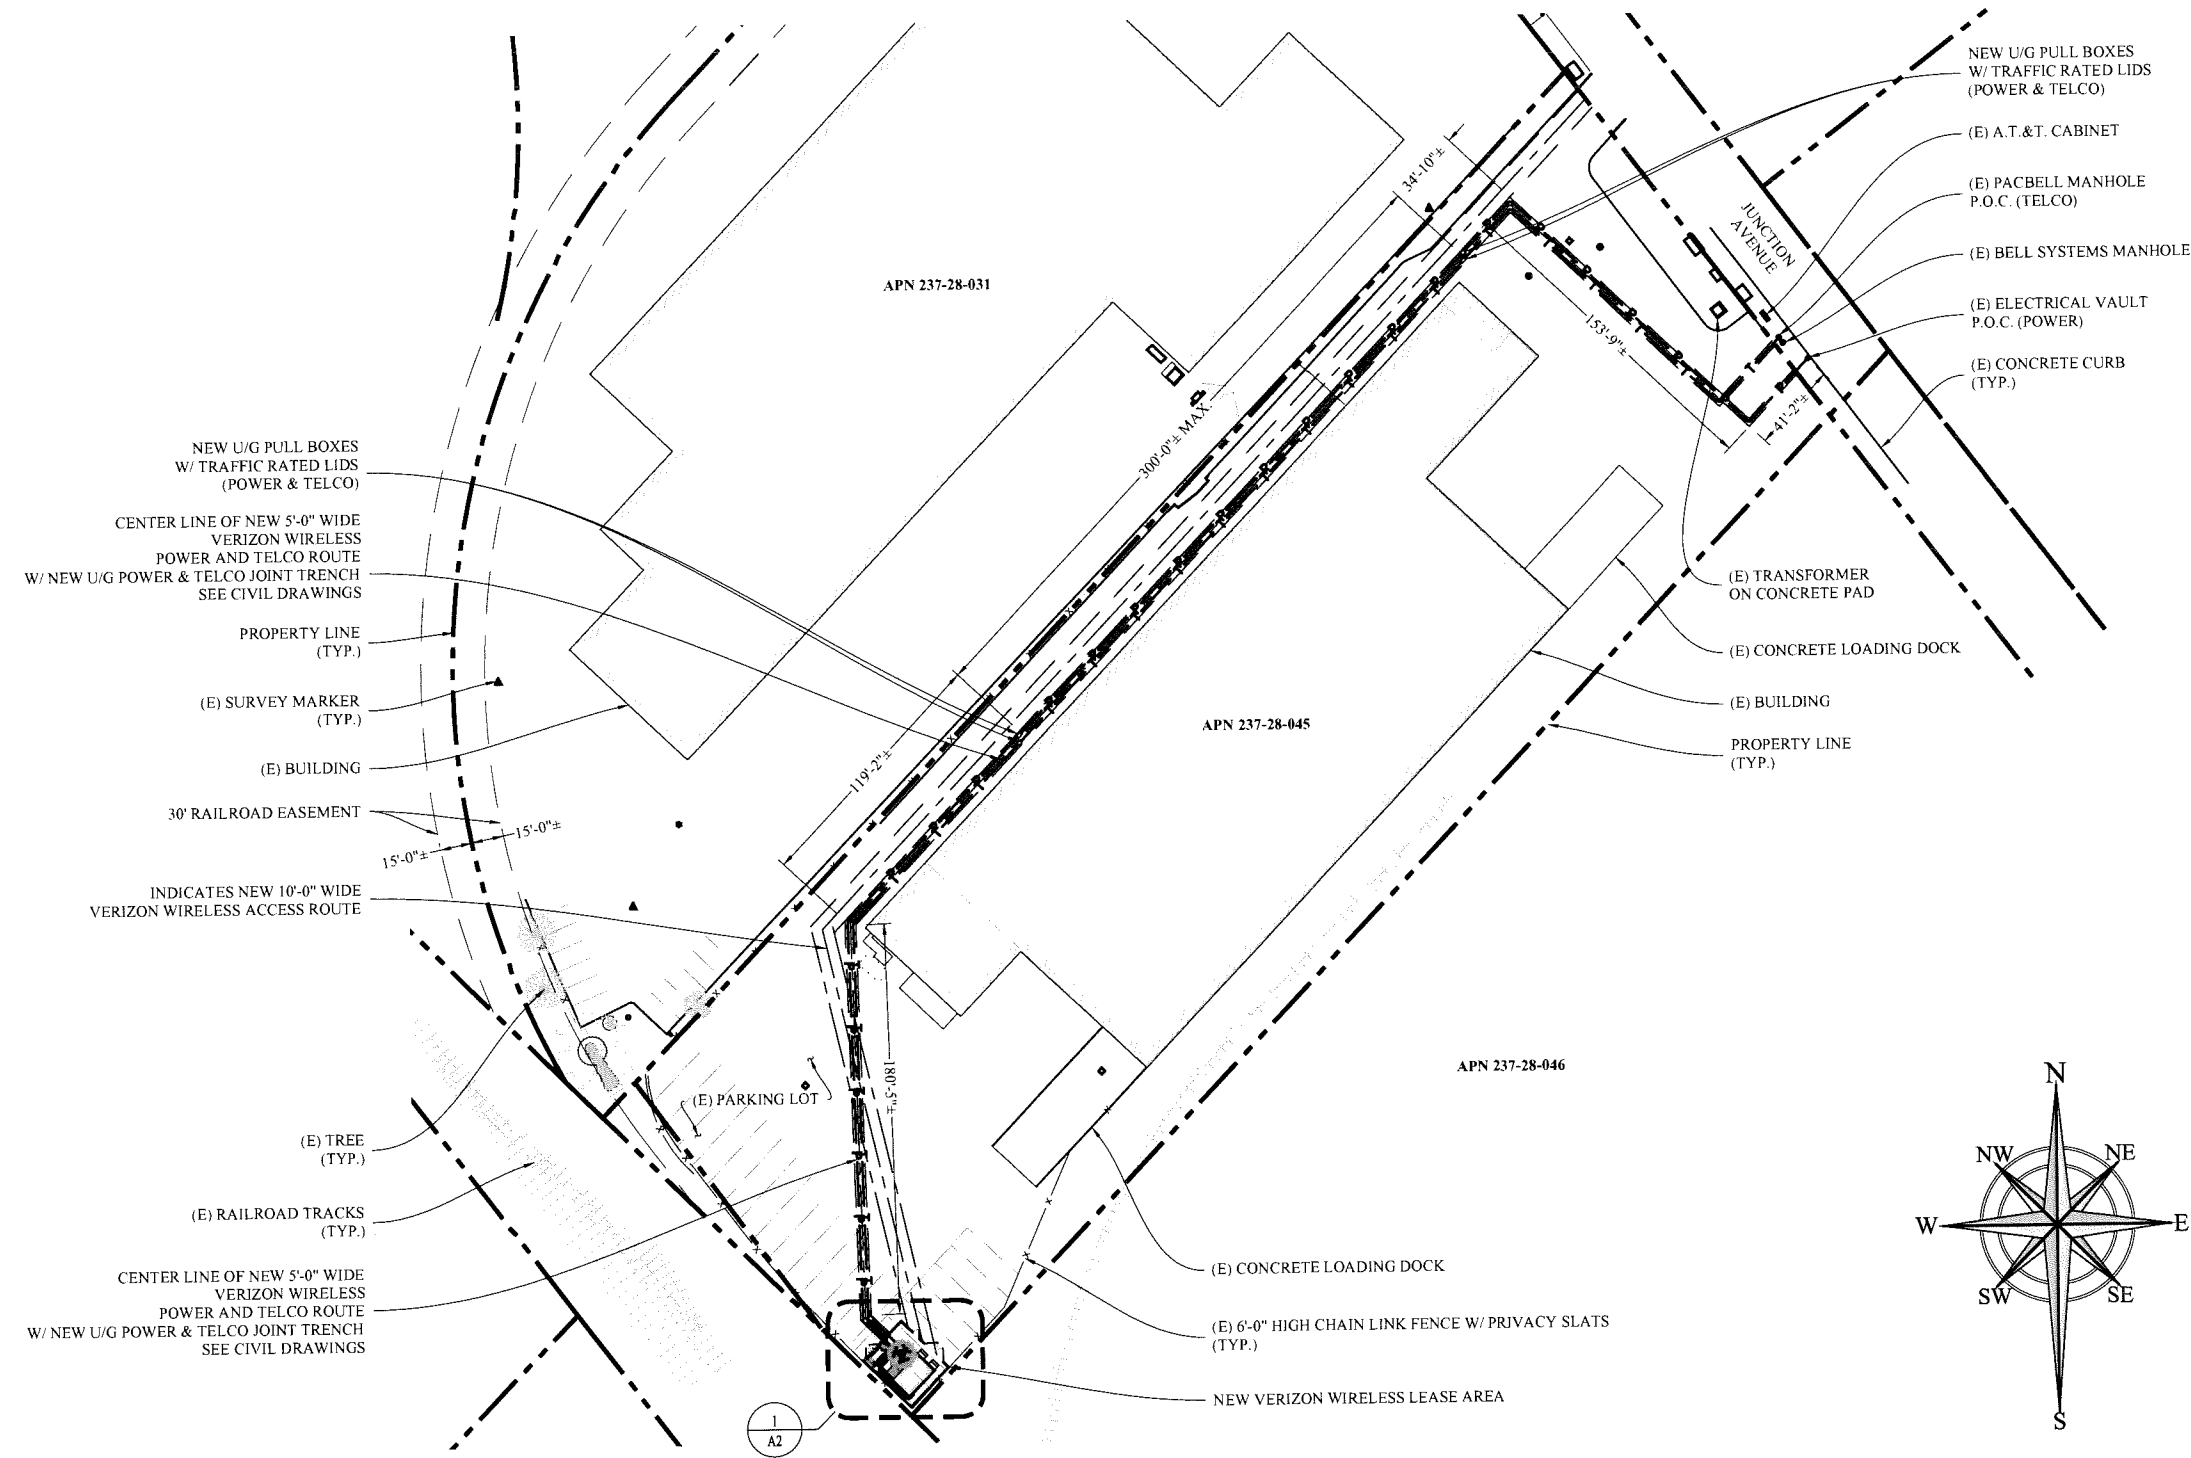 NEW U/G PULL BOXES
W/ TRAFFIC RATED LIDS
(POWER & TELCO)
(E) A.T.&T. CABINET
(E) PACBELL MANHOLE
P.O.C. (TELCO)
(E) BELL SYSTEMS MANHOLE
(E) ELECTRICAL VAULT
P.O.C. (POWER)
(E) CONCRETE CURB
(TYP.)
JUNCTION
AVENUE
34'-10"±
153'-9"±
41'-2"±
300'-0"± MAX.
APN 237-28-031
NEW U/G PULL BOXES
W/ TRAFFIC RATED LIDS
(POWER & TELCO)
CENTER LINE OF NEW 5'-0" WIDE
VERIZON WIRELESS
POWER AND TELCO ROUTE
W/ NEW U/G POWER & TELCO JOINT TRENCH
SEE CIVIL DRAWINGS
PROPERTY LINE
(TYP.)
(E) SURVEY MARKER
(TYP.)
(E) BUILDING
30' RAILROAD EASEMENT
15'-0"±
15'-0"±
INDICATES NEW 10'-0" WIDE
VERIZON WIRELESS ACCESS ROUTE
119'-2"±
(E) TRANSFORMER
ON CONCRETE PAD
(E) CONCRETE LOADING DOCK
(E) BUILDING
PROPERTY LINE
(TYP.)
APN 237-28-045
APN 237-28-046
180'-5"±
(E) PARKING LOT
(E) TREE
(TYP.)
(E) RAILROAD TRACKS
(TYP.)
CENTER LINE OF NEW 5'-0" WIDE
VERIZON WIRELESS
POWER AND TELCO ROUTE
W/ NEW U/G POWER & TELCO JOINT TRENCH
SEE CIVIL DRAWINGS
(E) CONCRETE LOADING DOCK
(E) 6'-0" HIGH CHAIN LINK FENCE W/ PRIVACY SLATS
(TYP.)
NEW VERIZON WIRELESS LEASE AREA
1
A2
N
NW
NE
W
E
SW
SE
S